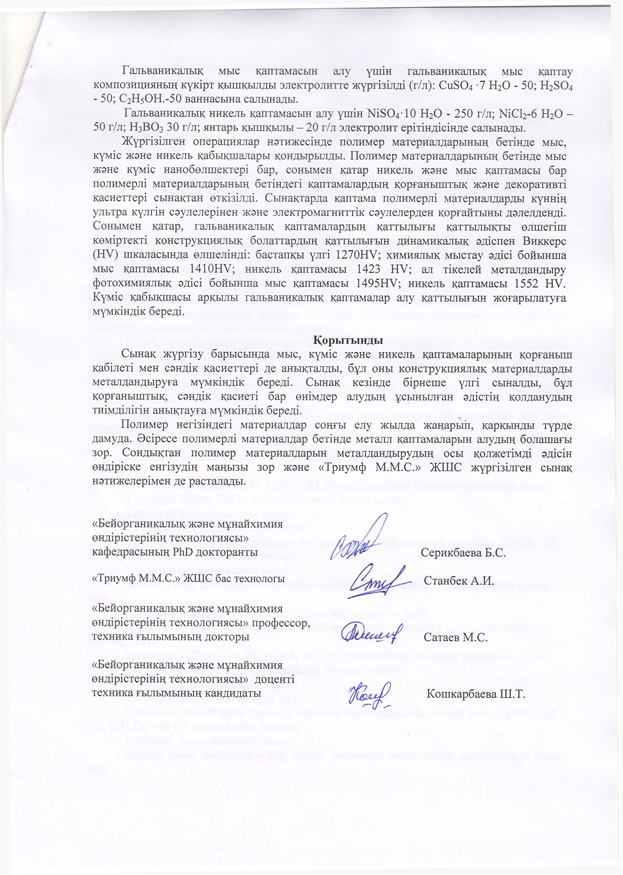 Гальваникалық мыс қаптамасын алу үшін гальваникалық мыс қаптау
композицияның күкірт қышқылды электролитте жүргізілді (г/л): CuSO₄ ·7 H₂O - 50; H₂SO₄
- 50; C₂H₅OH.-50 ваннасына салынады.
Гальваникалық никель қаптамасын алу үшін NiSO₄·10 H₂O - 250 г/л; NiCl₂-6 H₂O –
50 г/л; H₃BO₃ 30 г/л; янтарь қышқылы – 20 г/л электролит ерітіндісінде салынады.
Жүргізілген операциялар нәтижесінде полимер материалдарының бетінде мыс,
күміс және никель қабықшалары қондырылды. Полимер материалдарының бетінде мыс
және күміс нанобөлшектері бар, сонымен қатар никель және мыс қаптамасы бар
полимерлі материалдарының бетіндегі қаптамалардың қорғаныштық және декоративті
қасиеттері сынақтан өткізілді. Сынақтарда қаптама полимерлі материалдарды күннің
ультра күлгін сәулелерінен және электромагниттік сәулелерден қорғайтыны дәлелденді.
Сонымен қатар, гальваникалық қаптамалардың қаттылығы қаттылықты өлшегіш
көміртекті конструкциялық болаттардың қаттылығын динамикалық әдіспен Виккерс
(HV) шкаласында өлшелінді: бастапқы үлгі 1270HV; химиялық мыстау әдісі бойынша
мыс қаптамасы 1410HV; никель қаптамасы 1423 HV; ал тікелей металдандыру
фотохимиялық әдісі бойынша мыс қаптамасы 1495HV; никель қаптамасы 1552 HV.
Күміс қабықшасы арқылы гальваникалық қаптамалар алу қаттылығын жоғарылатуға
мүмкіндік береді.
Қорытынды
Сынақ жүргізу барысында мыс, күміс және никель қаптамаларының қорғаныш
қабілеті мен сәндік қасиеттері де анықталды, бұл оны конструкциялық материалдарды
металдандыруға мүмкіндік береді. Сынақ кезінде бірнеше үлгі сыналды, бұл
қорғаныштық, сәндік қасиеті бар өнімдер алудың ұсынылған әдістің қолданудың
тиімділігін анықтауға мүмкіндік береді.
Полимер негізіндегі материалдар соңғы елу жылда жаңарып, қарқынды түрде
дамуда. Әсіресе полимерлі материалдар бетінде металл қаптамаларын алудың болашағы
зор. Сондықтан полимер материалдарын металдандырудың осы қолжетімді әдісін
өндіріске енгізудің маңызы зор және «Триумф М.М.С.» ЖШС жүргізілген сынақ
нәтижелерімен де расталады.
«Бейорганикалық және мұнайхимия
өндірістерінің технологиясы»
кафедрасының PhD докторанты Серикбаева Б.С.
«Триумф М.М.С.» ЖШС бас технологы Станбек А.И.
«Бейорганикалық және мұнайхимия
өндірістерінің технологиясы» профессор,
техника ғылымының докторы Сатаев М.С.
«Бейорганикалық және мұнайхимия
өндірістерінің технологиясы» доценті
техника ғылымының кандидаты Кошкарбаева Ш.Т.